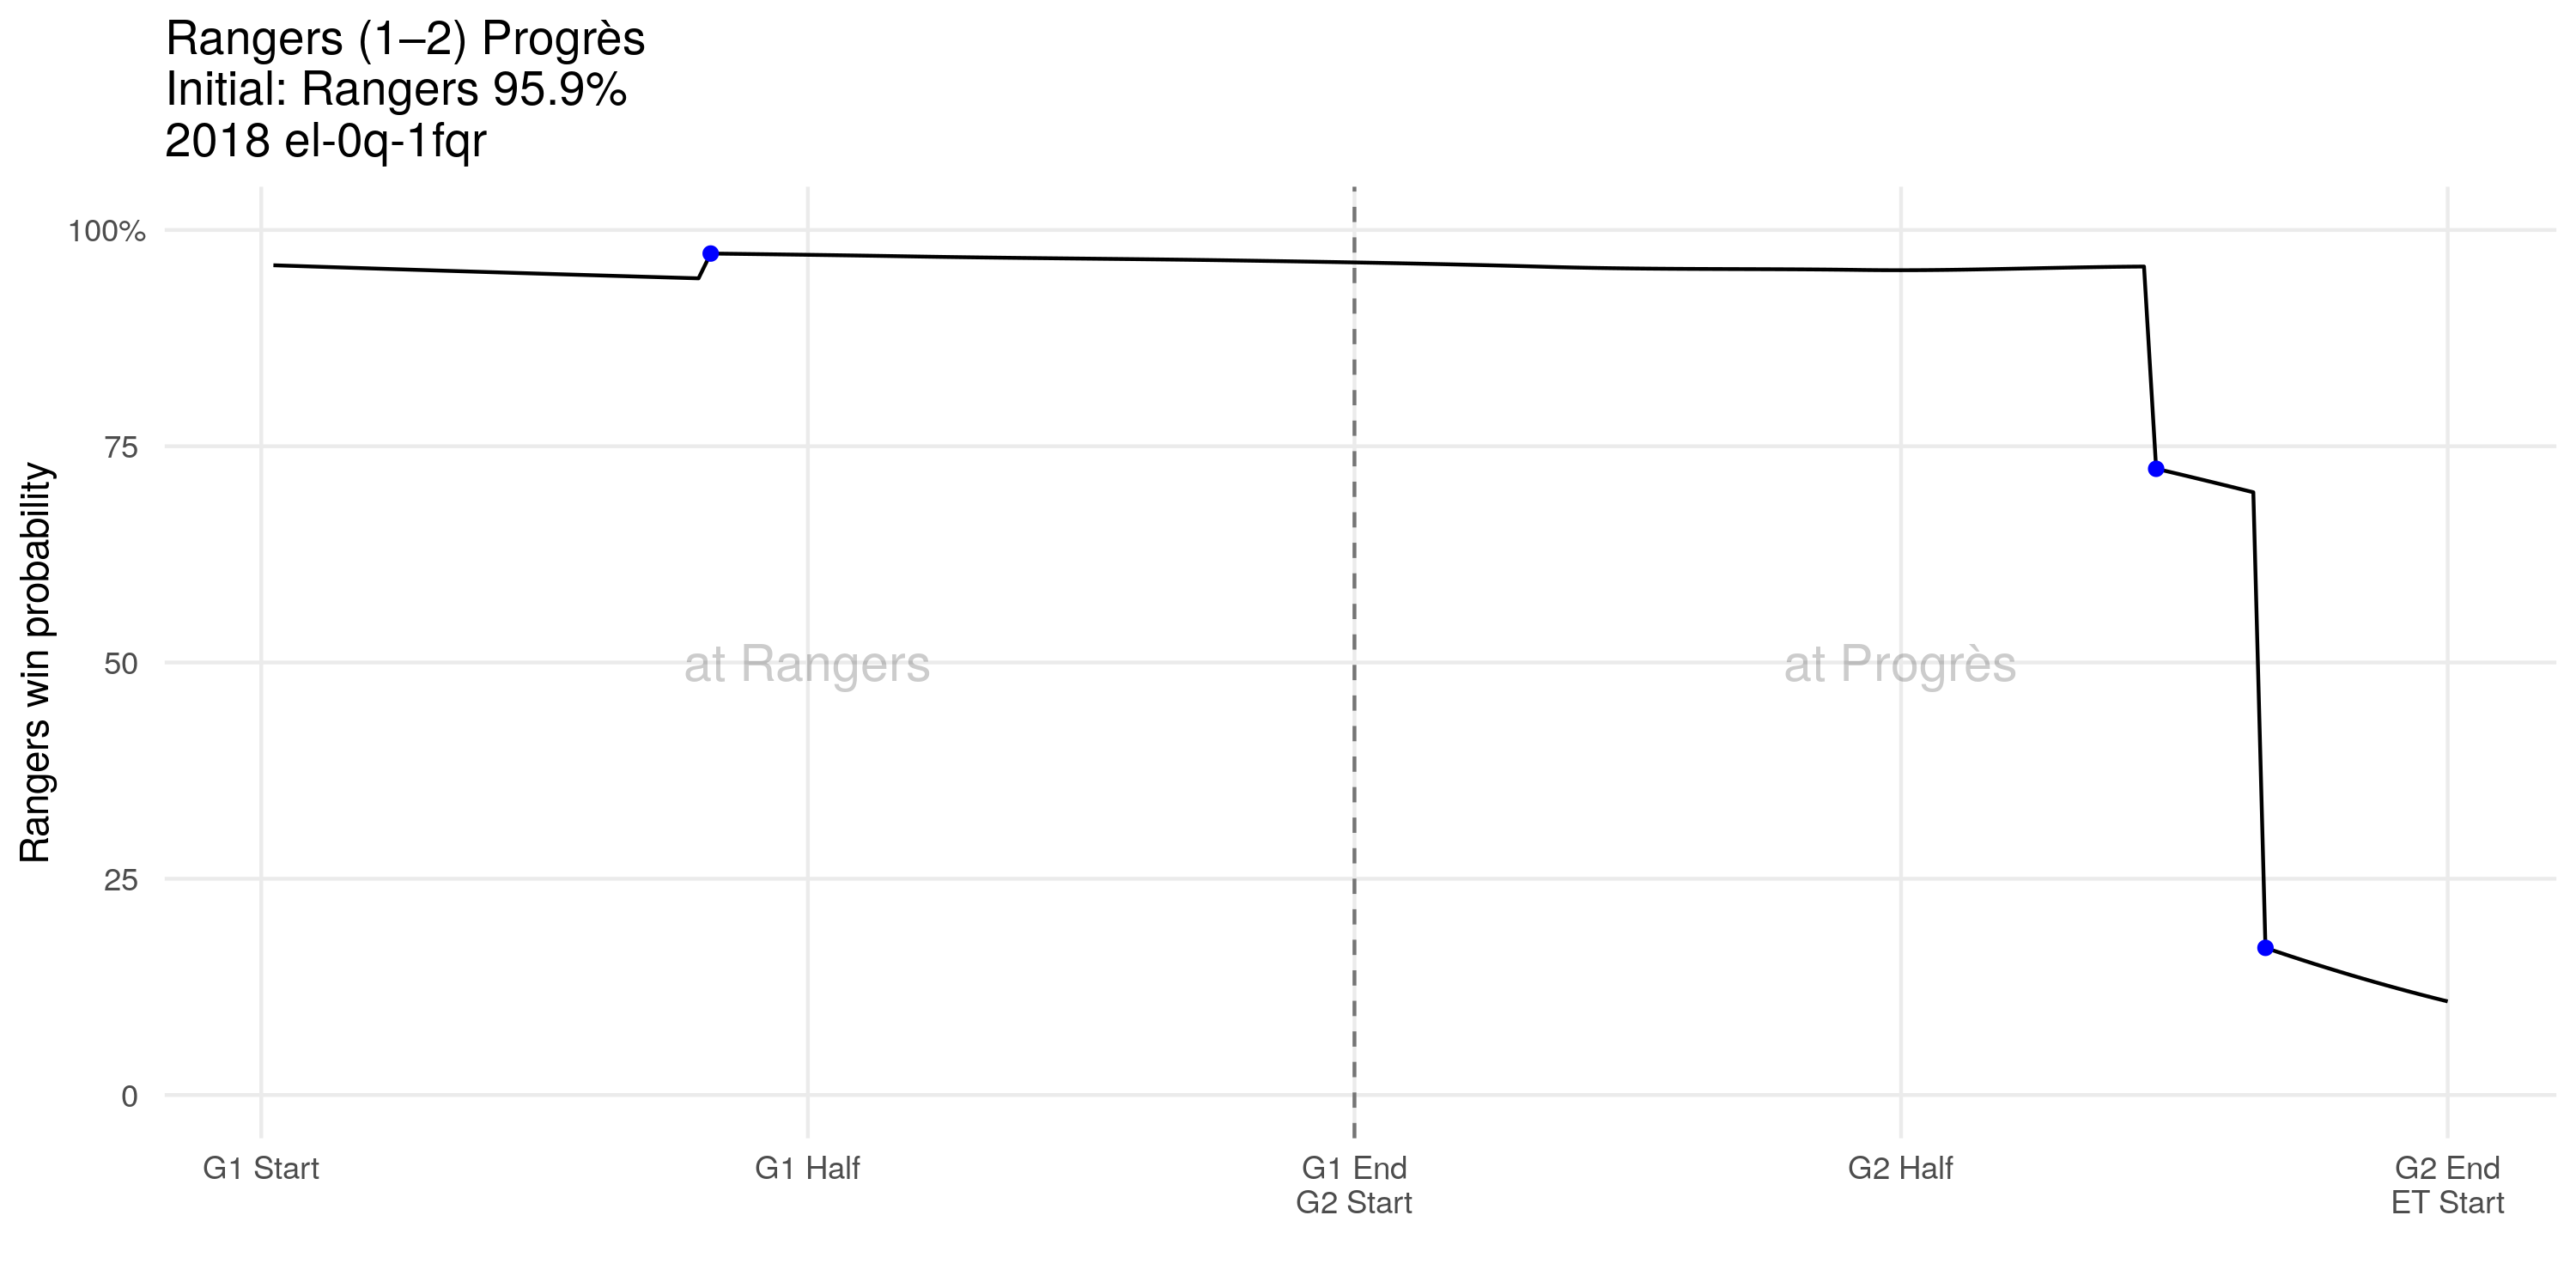 Rangers (1–2) Progrès
Initial: Rangers 95.9%
2018 el-0q-1fqr
Rangers win probability
100%
75
50
25
0
at Rangers
at Progrès
G1 Start
G1 Half
G1 End
G2 Start
G2 Half
G2 End
ET Start